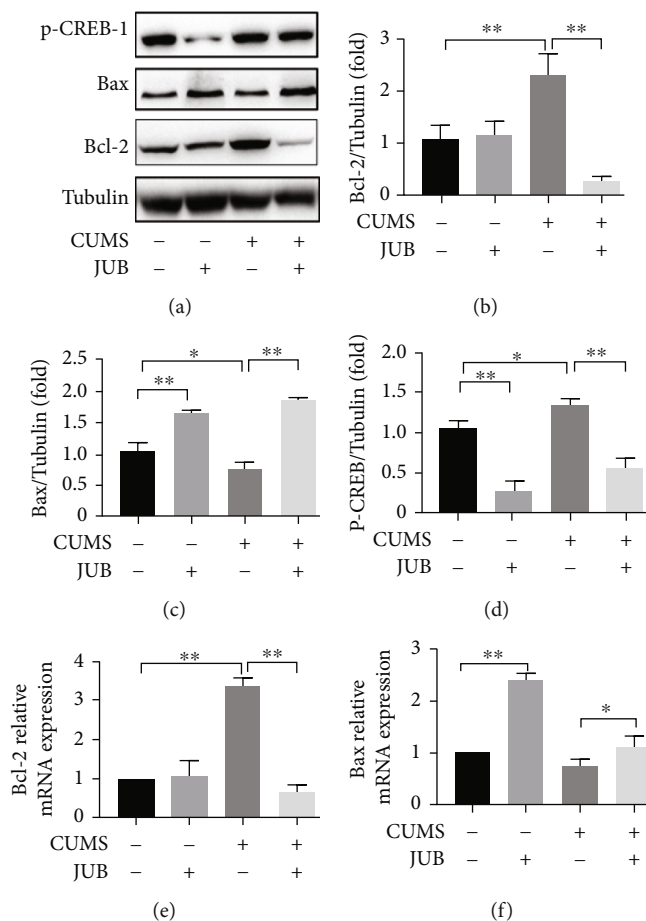 p-CREB-1
Bax
Bcl-2
Tubulin
CUMS – – + +
JUB – + – +
(a)
Bcl-2/Tubulin (fold)
3
2
1
0
** **
CUMS – – + +
JUB – + – +
(b)
Bax/Tubulin (fold)
2.5
2.0
1.5
1.0
0.5
0
* **
**
CUMS – – + +
JUB – + – +
(c)
P-CREB/Tubulin (fold)
2.0
1.5
1.0
0.5
0
* **
**
CUMS – – + +
JUB – + – +
(d)
Bcl-2 relative
mRNA expression
4
3
2
1
0
** **
CUMS – – + +
JUB – + – +
(e)
Bax relative
mRNA expression
3
2
1
0
**
*
CUMS – – + +
JUB – + – +
(f)